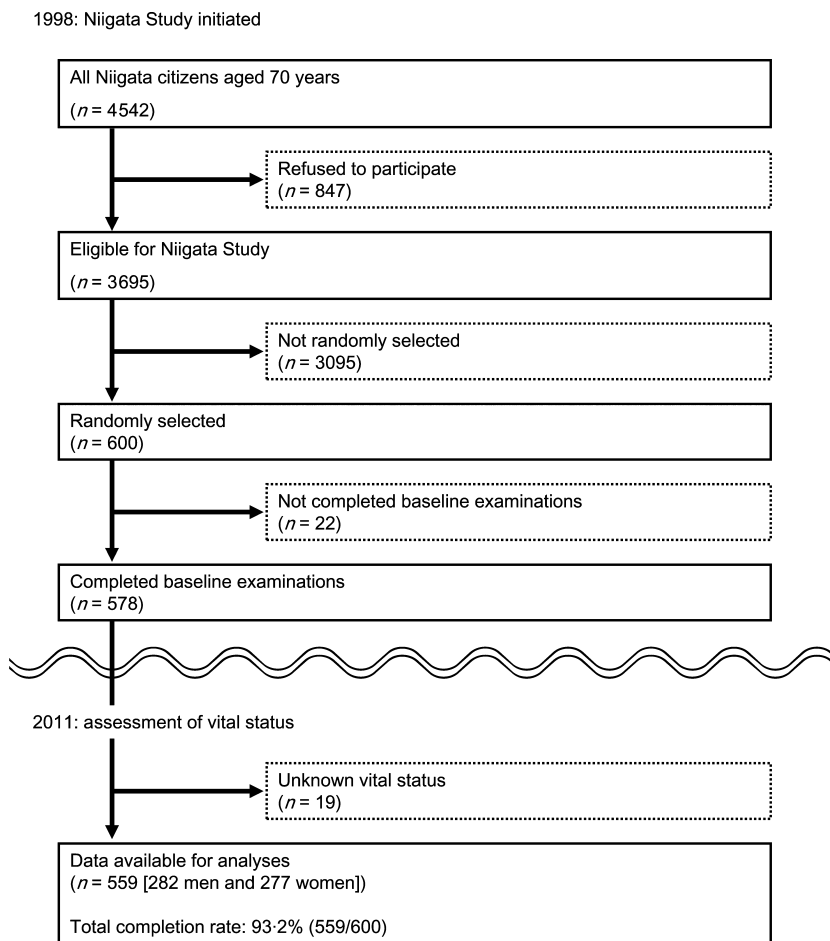 1998: Niigata Study initiated
All Niigata citizens aged 70 years
(n = 4542)
Refused to participate
(n = 847)
Eligible for Niigata Study
(n = 3695)
Not randomly selected
(n = 3095)
Randomly selected
(n = 600)
Not completed baseline examinations
(n = 22)
Completed baseline examinations
(n = 578)
2011: assessment of vital status
Unknown vital status
(n = 19)
Data available for analyses
(n = 559 [282 men and 277 women])
Total completion rate: 93·2% (559/600)